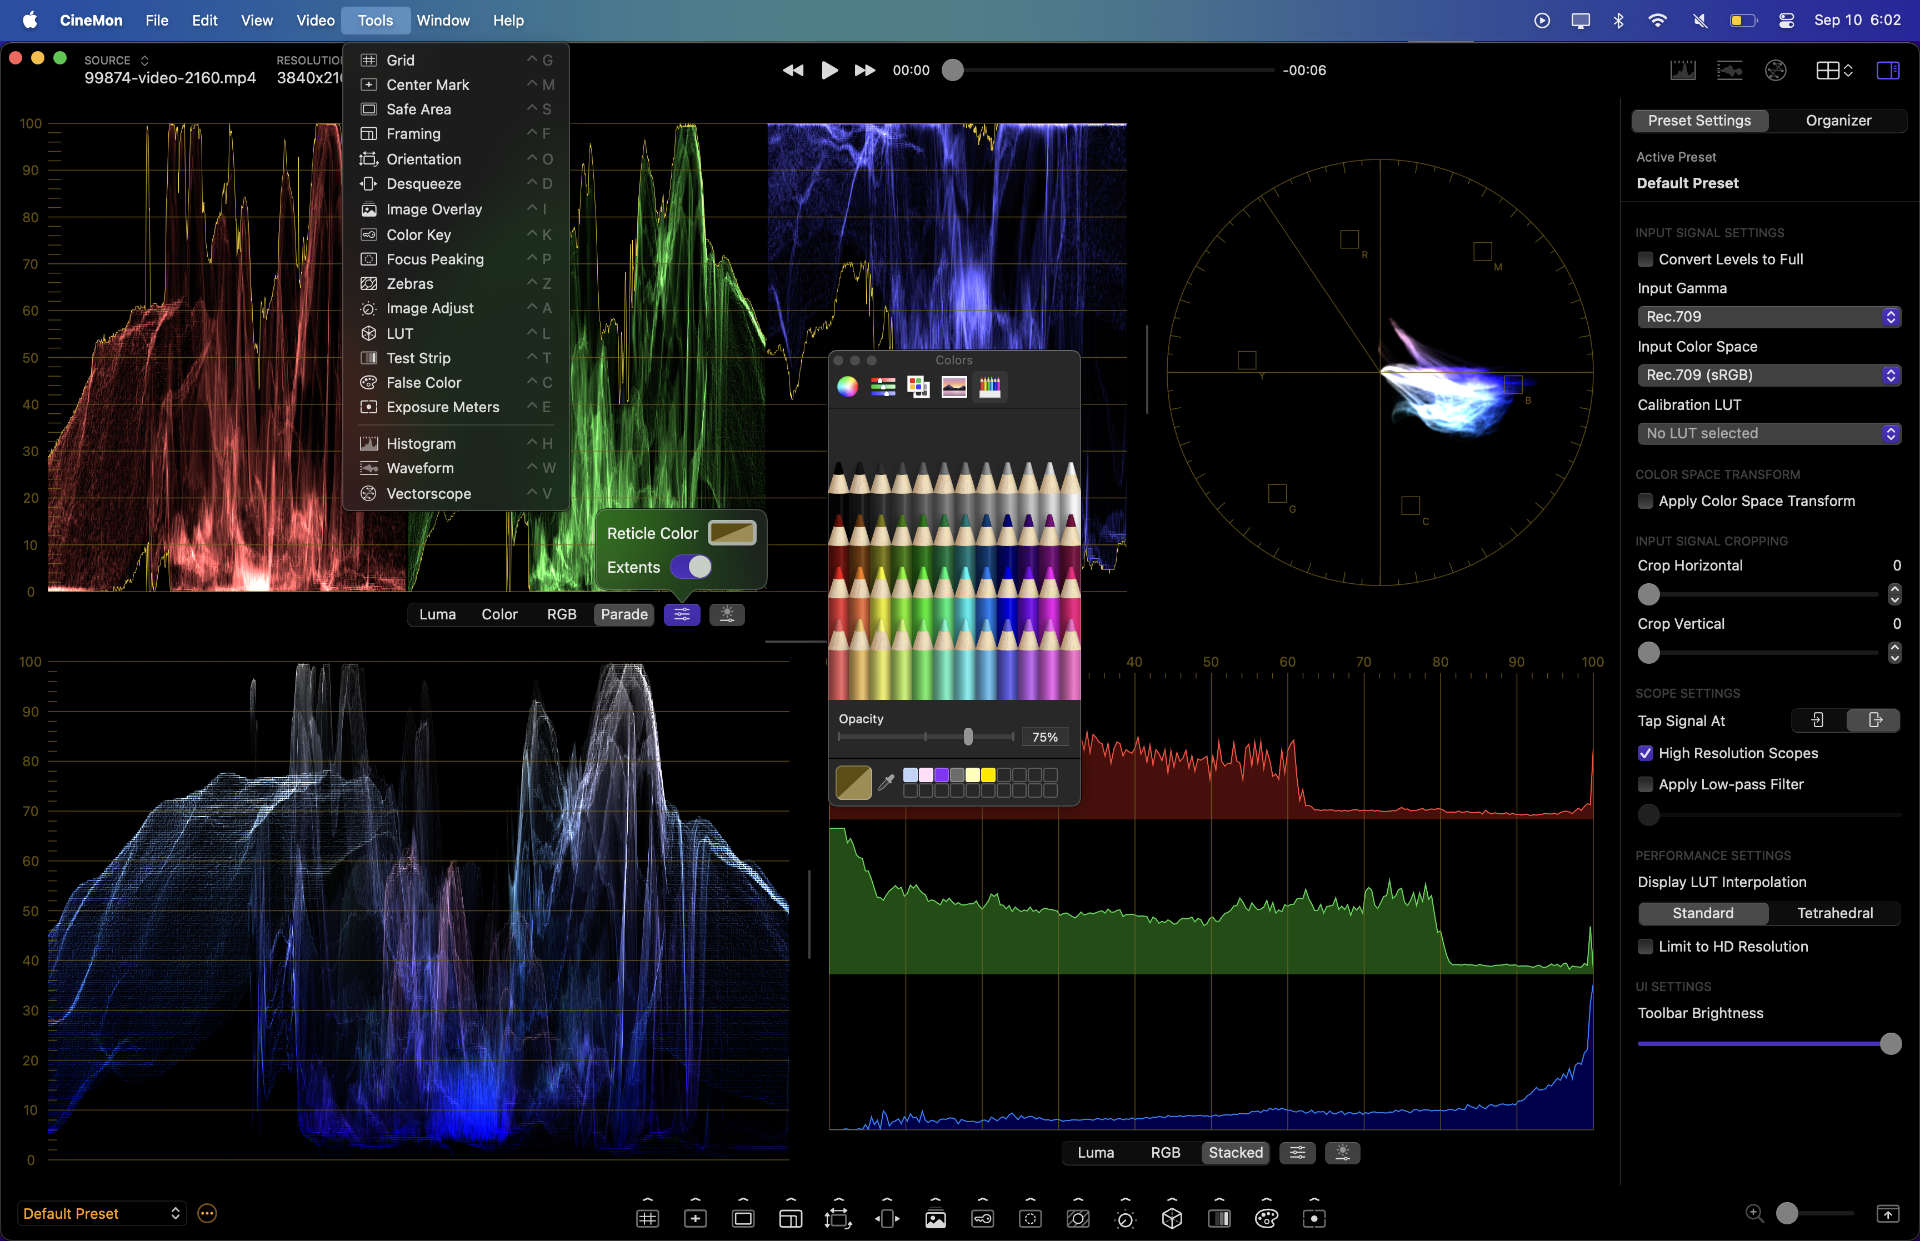 CineMon File Edit View Video Tools Window Help Sep 10 6:02
SOURCE
99874-video-2160.mp4
RESOLUTIO
3840x21
00:00 -00:06
Grid ^ G
Center Mark ^ M
Safe Area ^ S
Framing ^ F
Orientation ^ O
Desqueeze ^ D
Image Overlay ^ I
Color Key ^ K
Focus Peaking ^ P
Zebras ^ Z
Image Adjust ^ A
LUT ^ L
Test Strip ^ T
False Color ^ C
Exposure Meters ^ E
Histogram ^ H
Waveform ^ W
Vectorscope ^ V
100
90
80
70
60
50
40
30
20
10
0
Reticle Color
Extents
Luma Color RGB Parade
Colors
Opacity
75%
R
M
Y
B
G
C
100
90
80
70
60
50
40
30
20
10
0
40 50 60 70 80 90 100
Luma RGB Stacked
Preset Settings Organizer
Active Preset
Default Preset
INPUT SIGNAL SETTINGS
Convert Levels to Full
Input Gamma
Rec.709
Input Color Space
Rec.709 (sRGB)
Calibration LUT
No LUT selected
COLOR SPACE TRANSFORM
Apply Color Space Transform
INPUT SIGNAL CROPPING
Crop Horizontal 0
Crop Vertical 0
SCOPE SETTINGS
Tap Signal At
High Resolution Scopes
Apply Low-pass Filter
PERFORMANCE SETTINGS
Display LUT Interpolation
Standard Tetrahedral
Limit to HD Resolution
UI SETTINGS
Toolbar Brightness
Default Preset